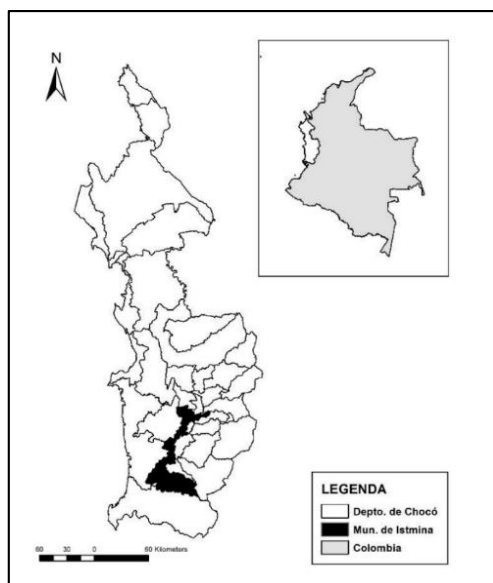 N
LEGENDA
Depto. de Chocó
Mun. de Istmina
Colombia
60 30 0 60 Kilometers